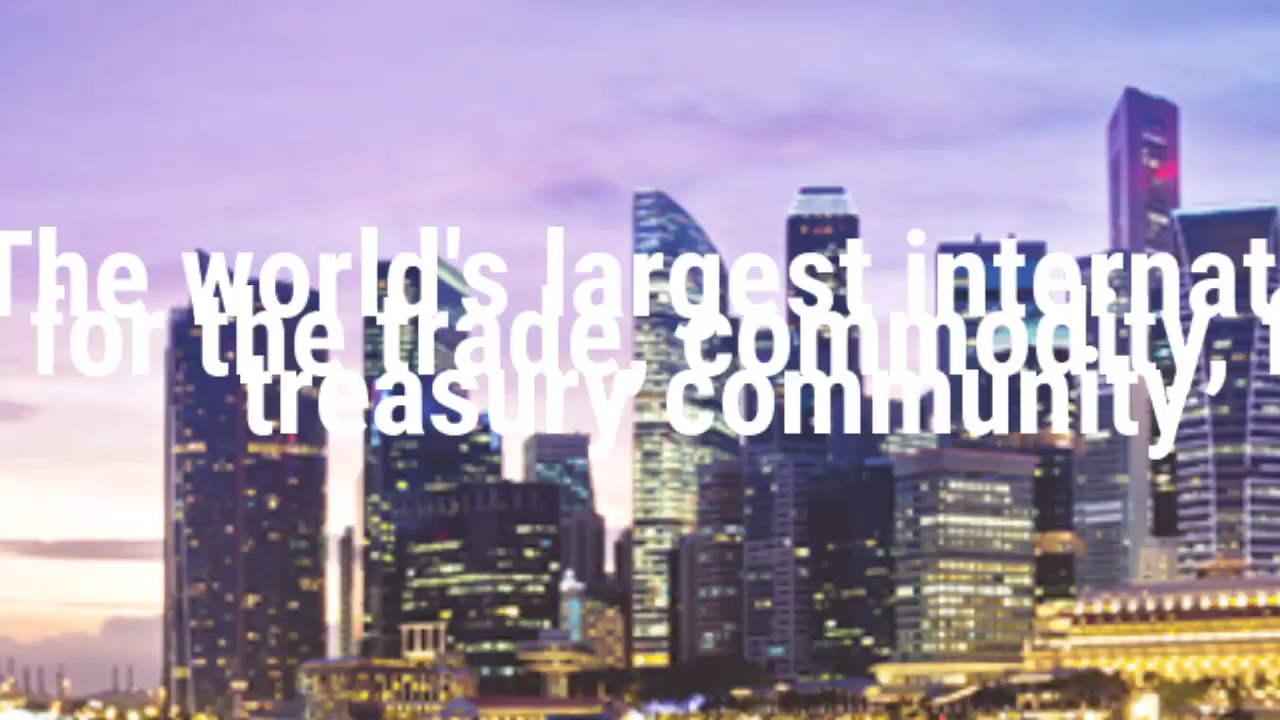 The world's largest internat
for the trade, commodity,
treasury community